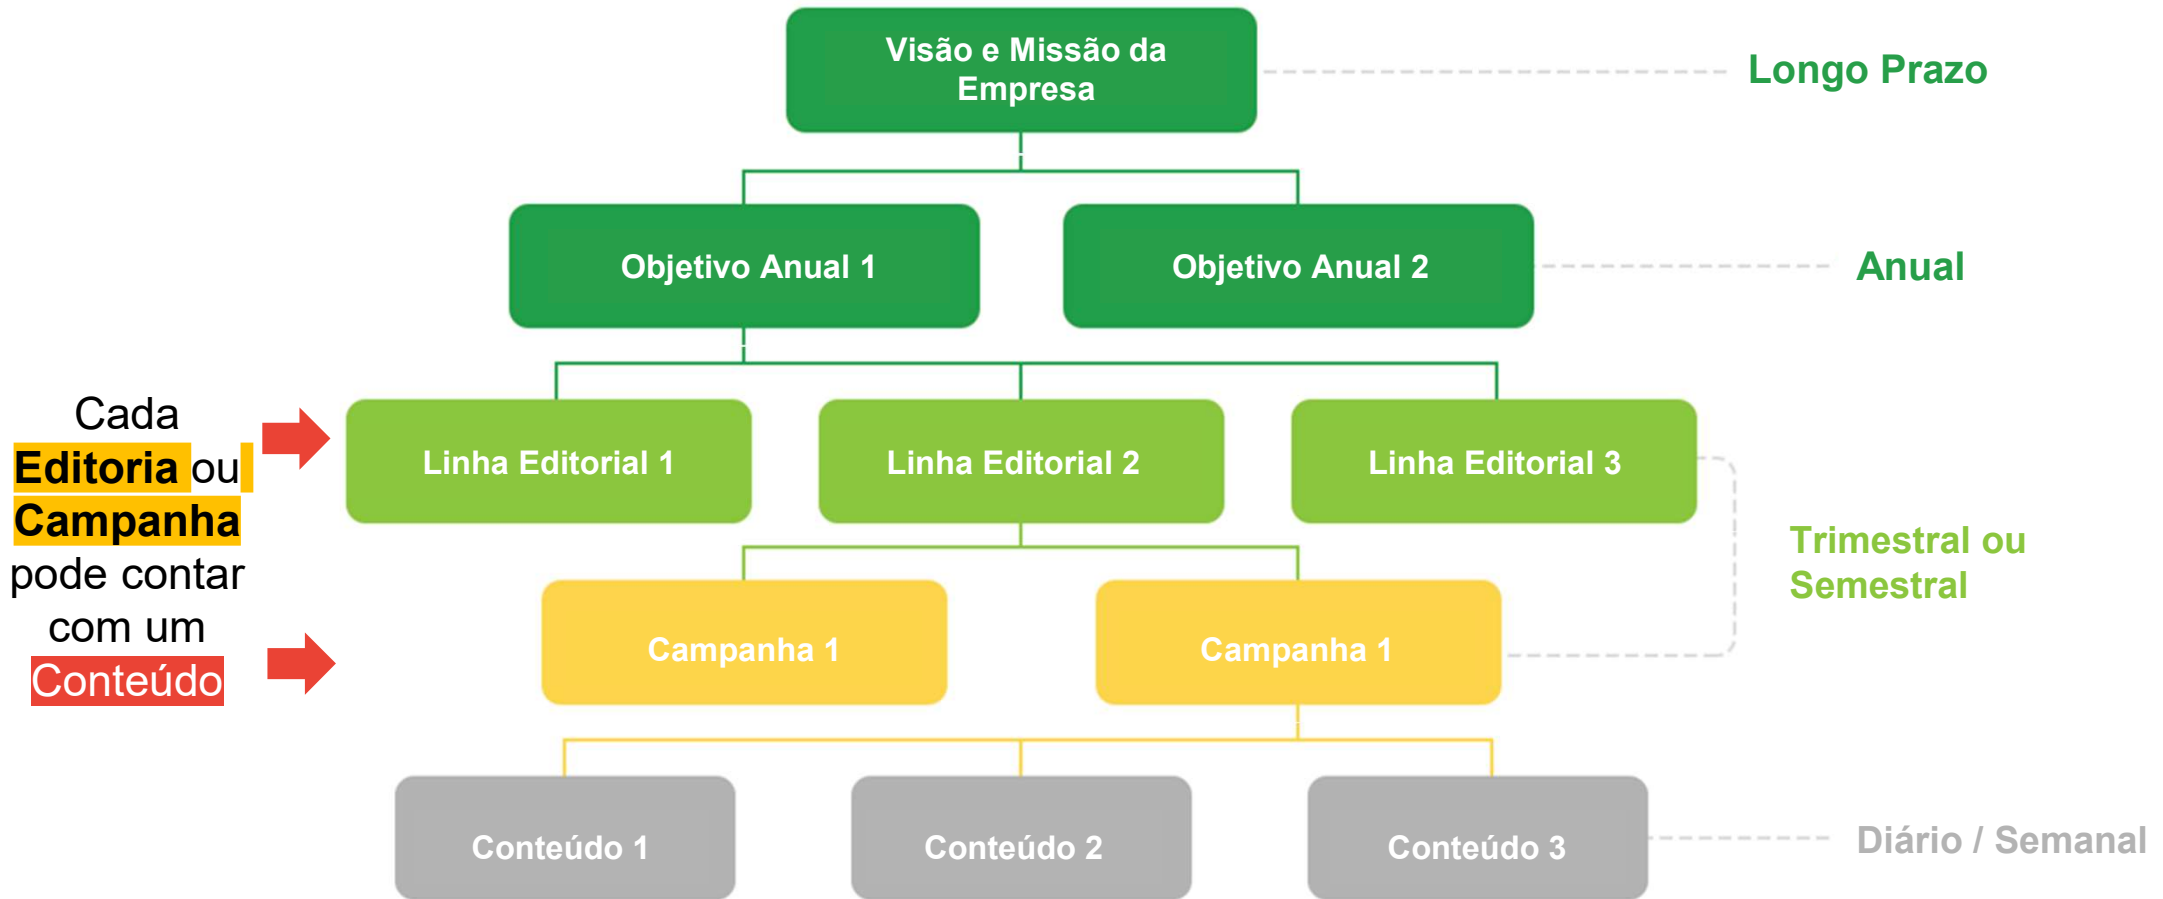 Visão e Missão da
Empresa
Longo Prazo
Objetivo Anual 1
Objetivo Anual 2
Anual
Cada
Editoria ou
Campanha
pode contar
com um
Conteúdo
Linha Editorial 1
Linha Editorial 2
Linha Editorial 3
Trimestral ou
Semestral
Campanha 1
Campanha 1
Conteúdo 1
Conteúdo 2
Conteúdo 3
Diário / Semanal